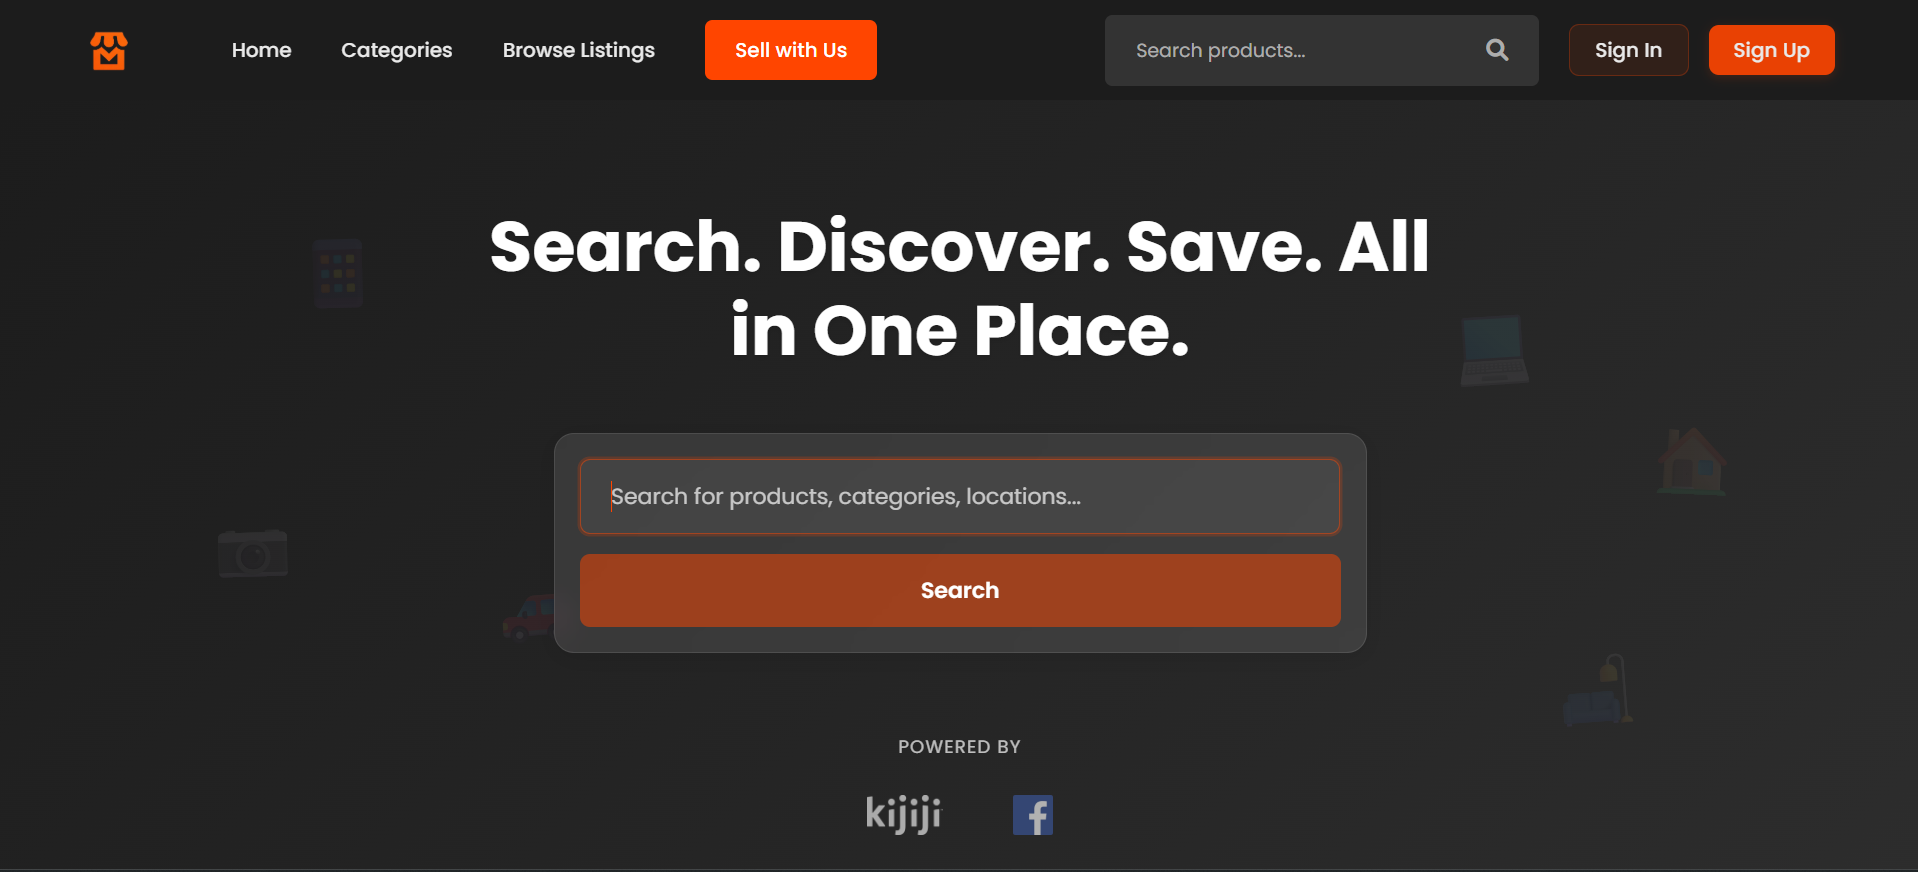 Home
Categories
Browse Listings
Sell with Us
Search products...
Sign In
Sign Up
Search. Discover. Save. All
in One Place.
Search for products, categories, locations...
Search
POWERED BY
kijiji
f